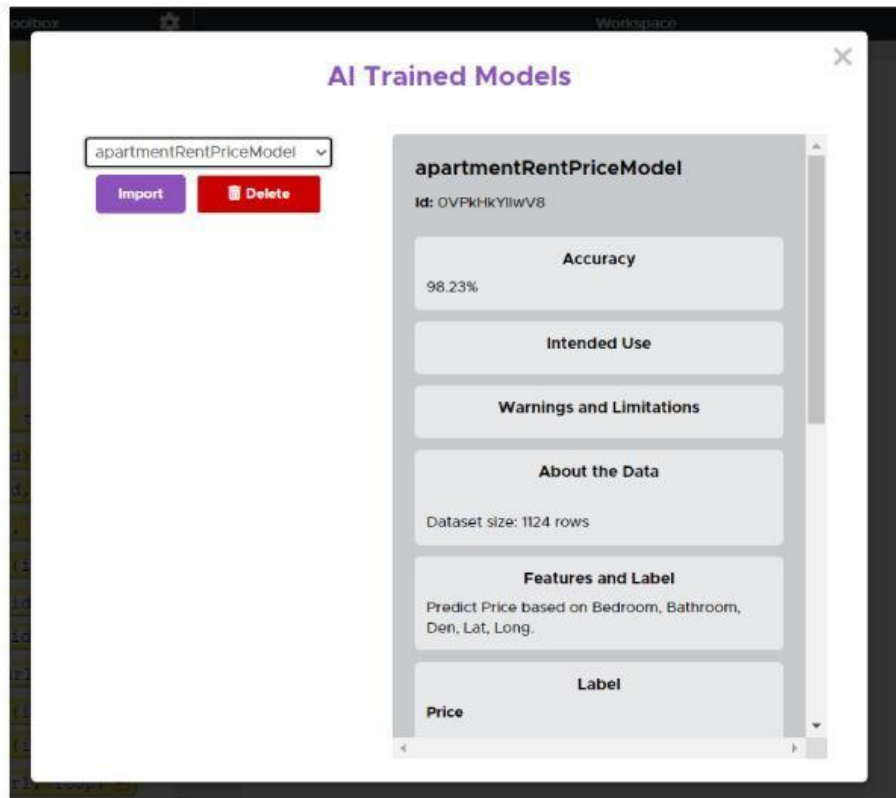 oolbox
Workspace
AI Trained Models
×
apartmentRentPriceModel
Import
Delete
apartmentRentPriceModel
Id: OVPkHkYIIwV8
Accuracy
98.23%
Intended Use
Warnings and Limitations
About the Data
Dataset size: 1124 rows
Features and Label
Predict Price based on Bedroom, Bathroom,
Den, Lat, Long.
Label
Price